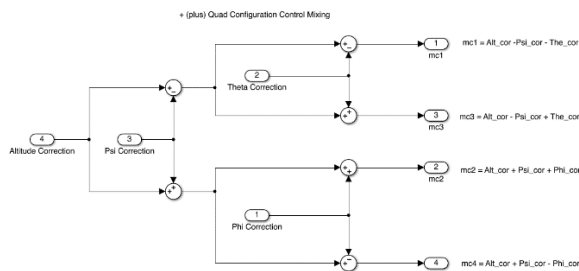 + (plus) Quad Configuration Control Mixing
1
mc1
mc1 = Alt_cor -Psi_cor - The_cor
2
Theta Correction
3
mc3
mc3 = Alt_cor - Psi_cor + The_cor
4
Altitude Correction
3
Psi Correction
2
mc2
mc2 = Alt_cor + Psi_cor + Phi_cor
1
Phi Correction
4
mc4 = Alt_cor + Psi_cor - Phi_cor